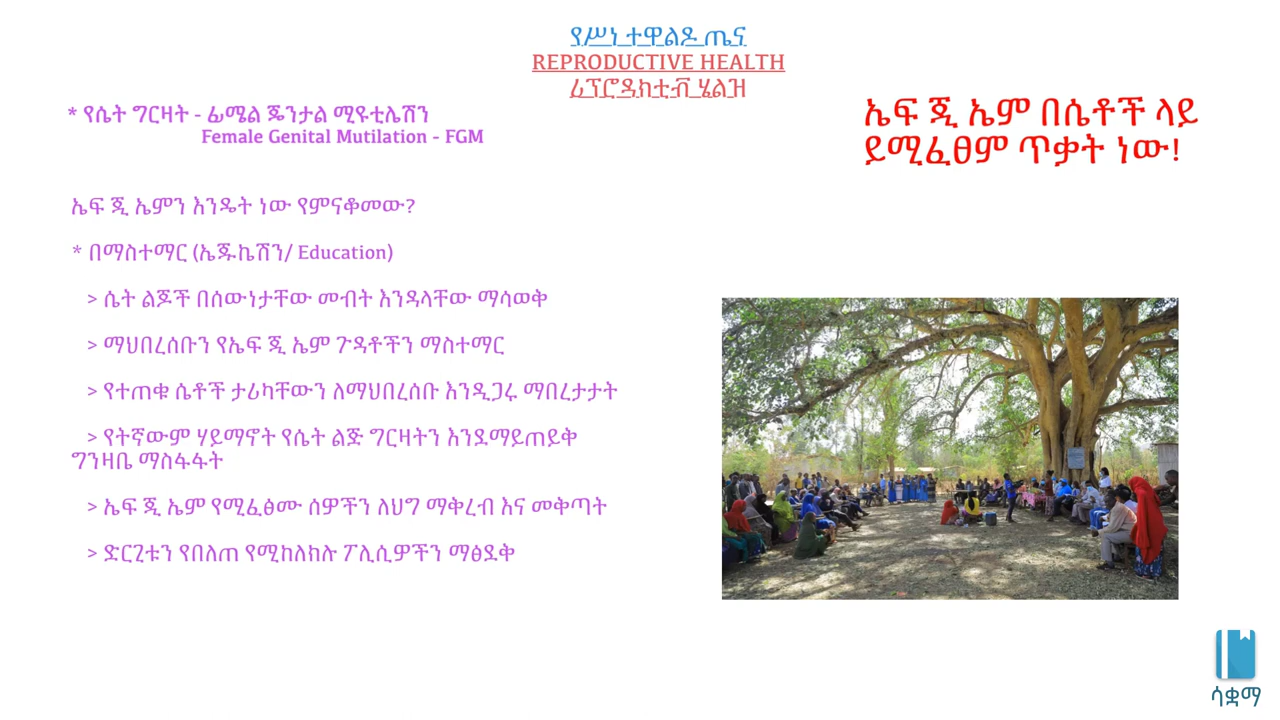 የሥነ ተዋልዶ ጤና
REPRODUCTIVE HEALTH
ሪፕሮዳክቲቭ ሄልዝ
* የሴት ግርዛት - ፊሜል ጄንታል ሚዩቲሌሽን
Female Genital Mutilation - FGM
ኤፍ ጂ ኤም በሴቶች ላይ
ይሚፈፀም ጥቃት ነው!
ኤፍ ጂ ኤምን እንዴት ነው የምናቆመው?
* በማስተማር (ኤጁኬሽን/ Education)
> ሴት ልጆች በሰውነታቸው መብት እንዳላቸው ማሳወቅ
> ማህበረሰቡን የኤፍ ጂ ኤም ጉዳቶችን ማስተማር
> የተጠቁ ሴቶች ታሪካቸውን ለማህበረሰቡ እንዲጋሩ ማበረታታት
> የትኛውም ሃይማኖት የሴት ልጅ ግርዛትን እንደማይጠይቅ
ግንዛቤ ማስፋፋት
> ኤፍ ጂ ኤም የሚፈፅሙ ሰዎችን ለህግ ማቅረብ እና መቅጣት
> ድርጊቱን የበለጠ የሚከለክሉ ፖሊሲዎችን ማፅደቅ
ሳቋማ